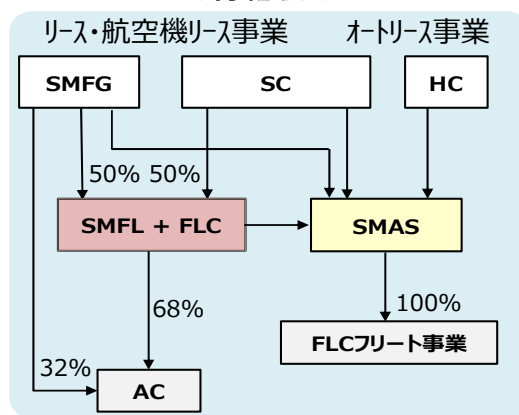 リース・航空機リース事業 オートリース事業
SMFG SC HC
50% 50%
SMFL + FLC SMAS
68% 100%
FLCフリート事業
32%
AC